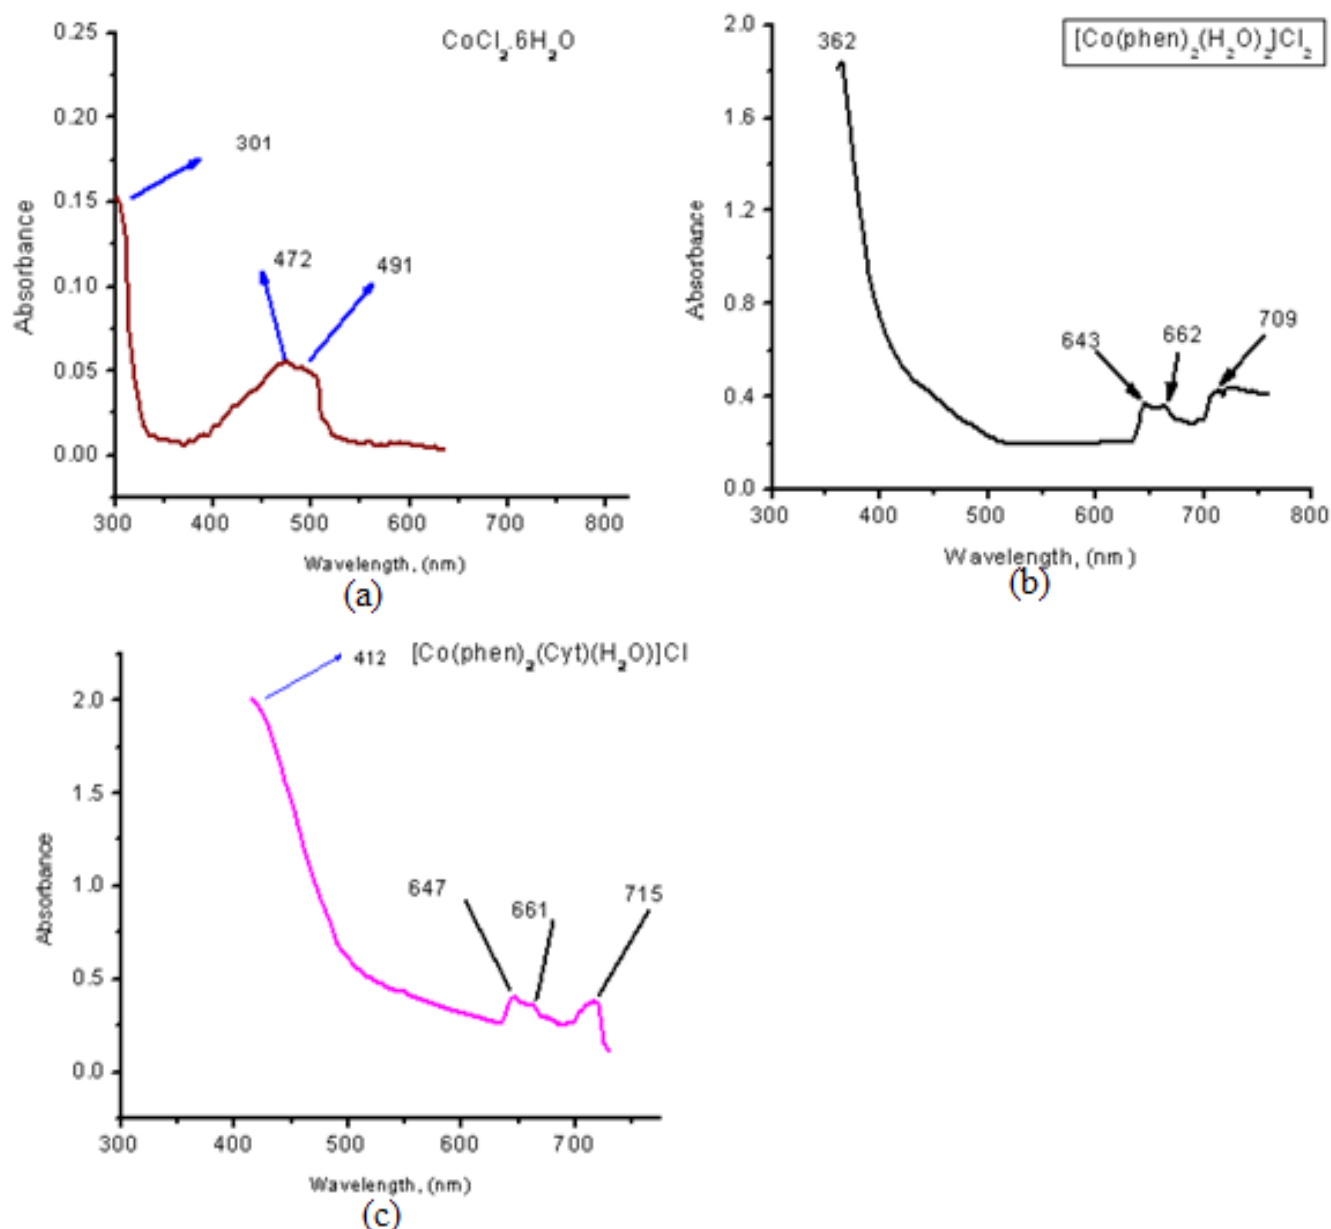 CoCl₂.6H₂O
0.25
0.20
0.15
0.10
0.05
0.00
301
472
491
Absorbance
300 400 500 600 700 800
Wavelength, (nm)
(a)
[Co(phen)₂(H₂O)₂]Cl₂
2.0
1.6
1.2
0.8
0.4
0.0
362
643
662
709
Absorbance
300 400 500 600 700 800
Wavelength, (nm)
(b)
[Co(phen)₂(Cyt)(H₂O)]Cl
412
2.0
1.5
1.0
0.5
0.0
647
661
715
Absorbance
300 400 500 600 700
Wavelength, (nm)
(c)